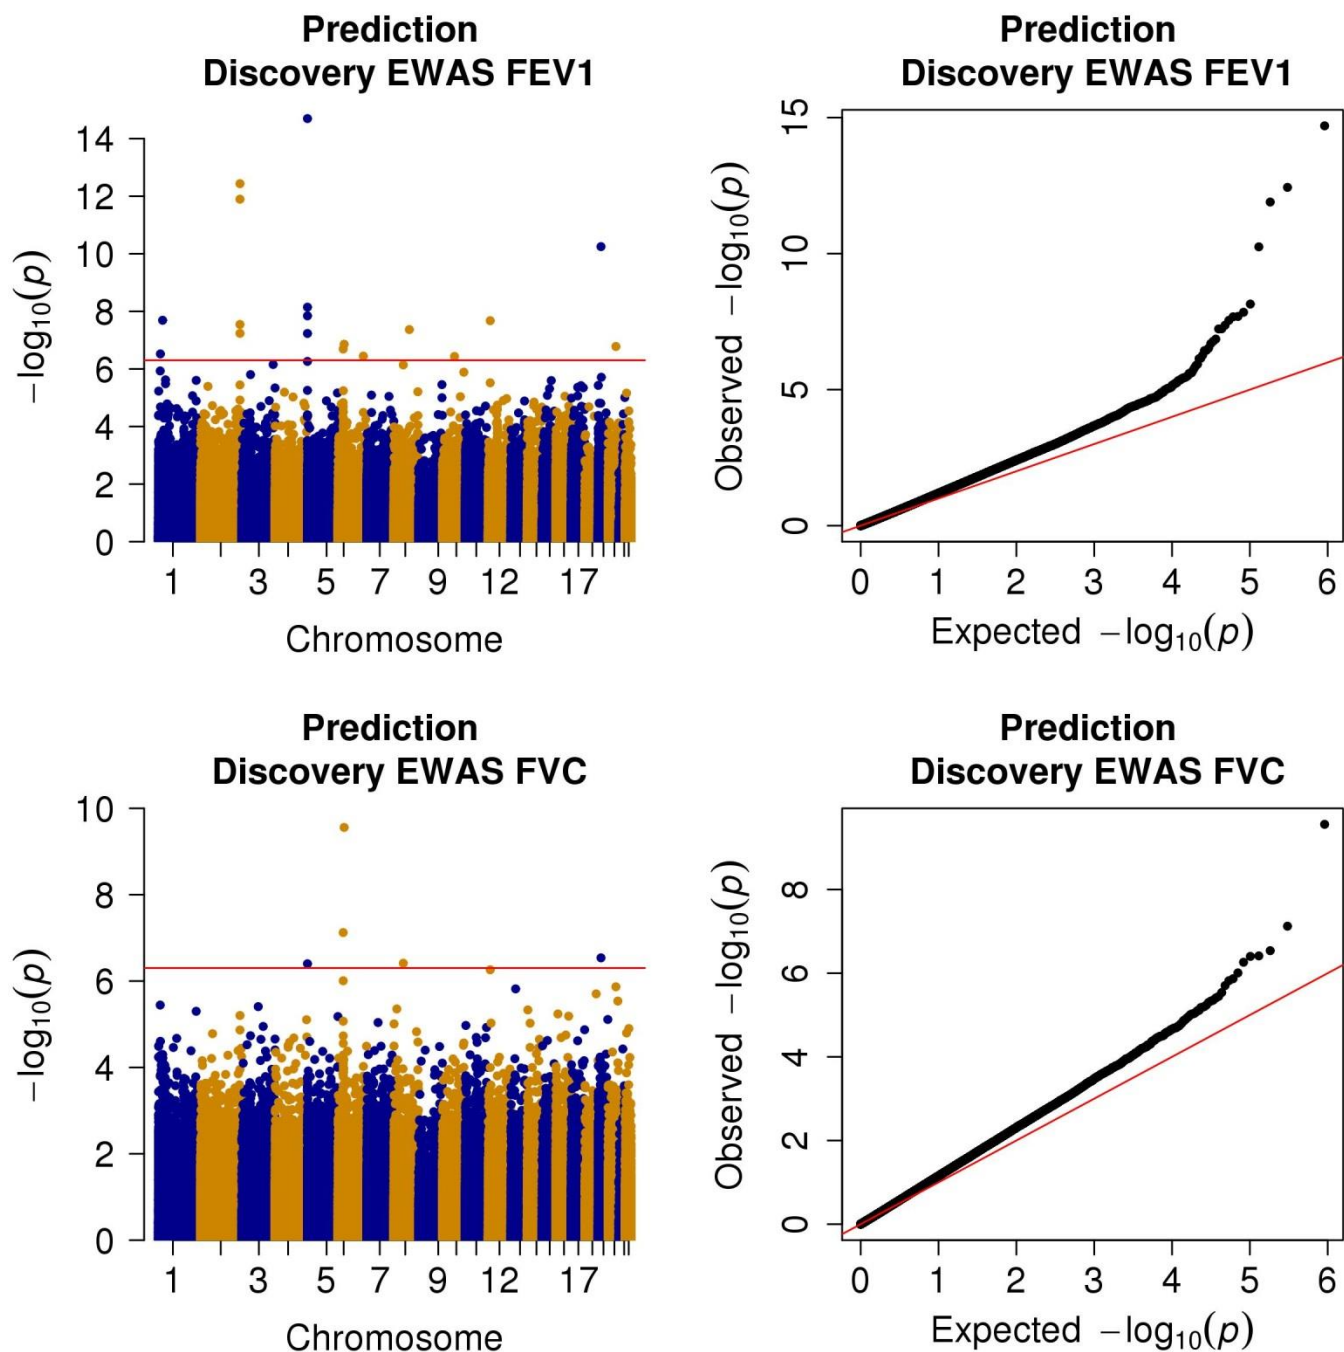 Prediction
Discovery EWAS FEV1
14
12
10
8
6
4
2
0
−log₁₀(p)
1 3 5 7 9 12 17
Chromosome
Prediction
Discovery EWAS FEV1
15
10
5
0
Observed −log₁₀(p)
0 1 2 3 4 5 6
Expected −log₁₀(p)
Prediction
Discovery EWAS FVC
10
8
6
4
2
0
−log₁₀(p)
1 3 5 7 9 12 17
Chromosome
Prediction
Discovery EWAS FVC
8
6
4
2
0
Observed −log₁₀(p)
0 1 2 3 4 5 6
Expected −log₁₀(p)